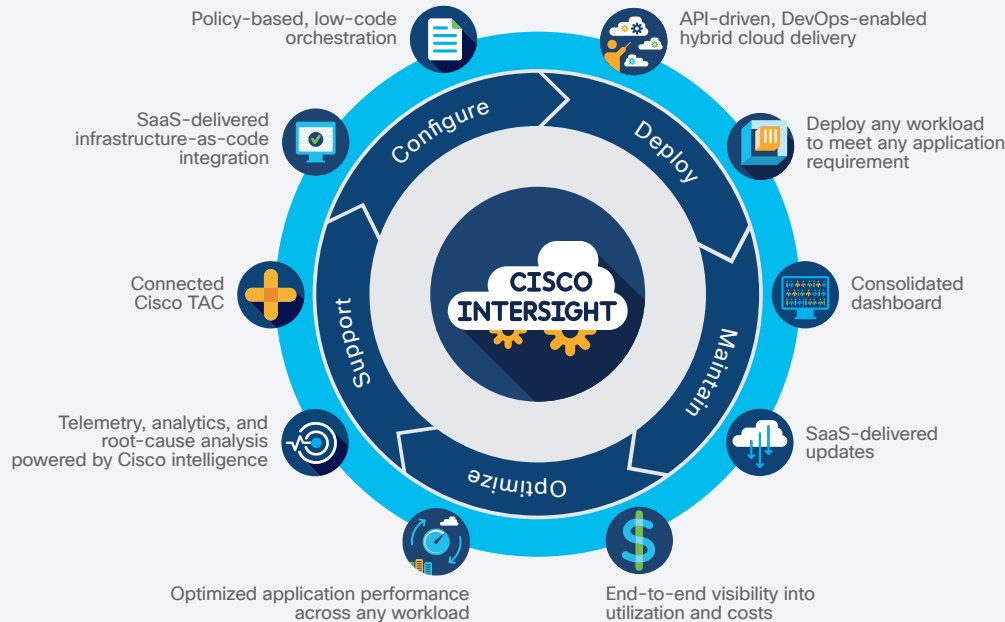 Policy-based, low-code
orchestration
API-driven, DevOps-enabled
hybrid cloud delivery
SaaS-delivered
infrastructure-as-code
integration
Deploy any workload
to meet any application
requirement
Connected
Cisco TAC
Consolidated
dashboard
Telemetry, analytics, and
root-cause analysis
powered by Cisco intelligence
SaaS-delivered
updates
Optimized application performance
across any workload
End-to-end visibility into
utilization and costs
Configure
Deploy
Maintain
Optimize
Support
CISCO
INTERSIGHT